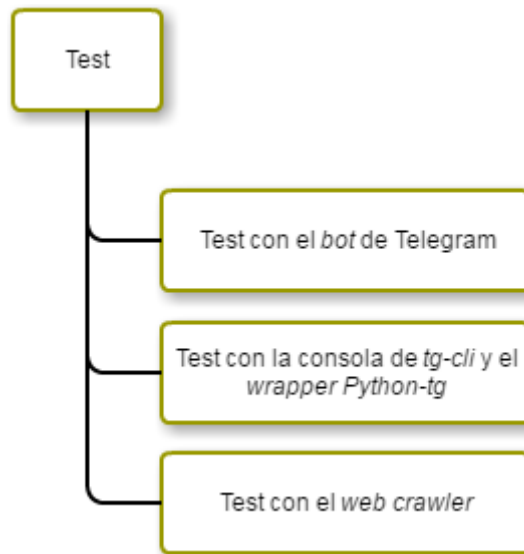 Test
Test con el bot de Telegram
Test con la consola de tg-cli y el
wrapper Python-tg
Test con el web crawler